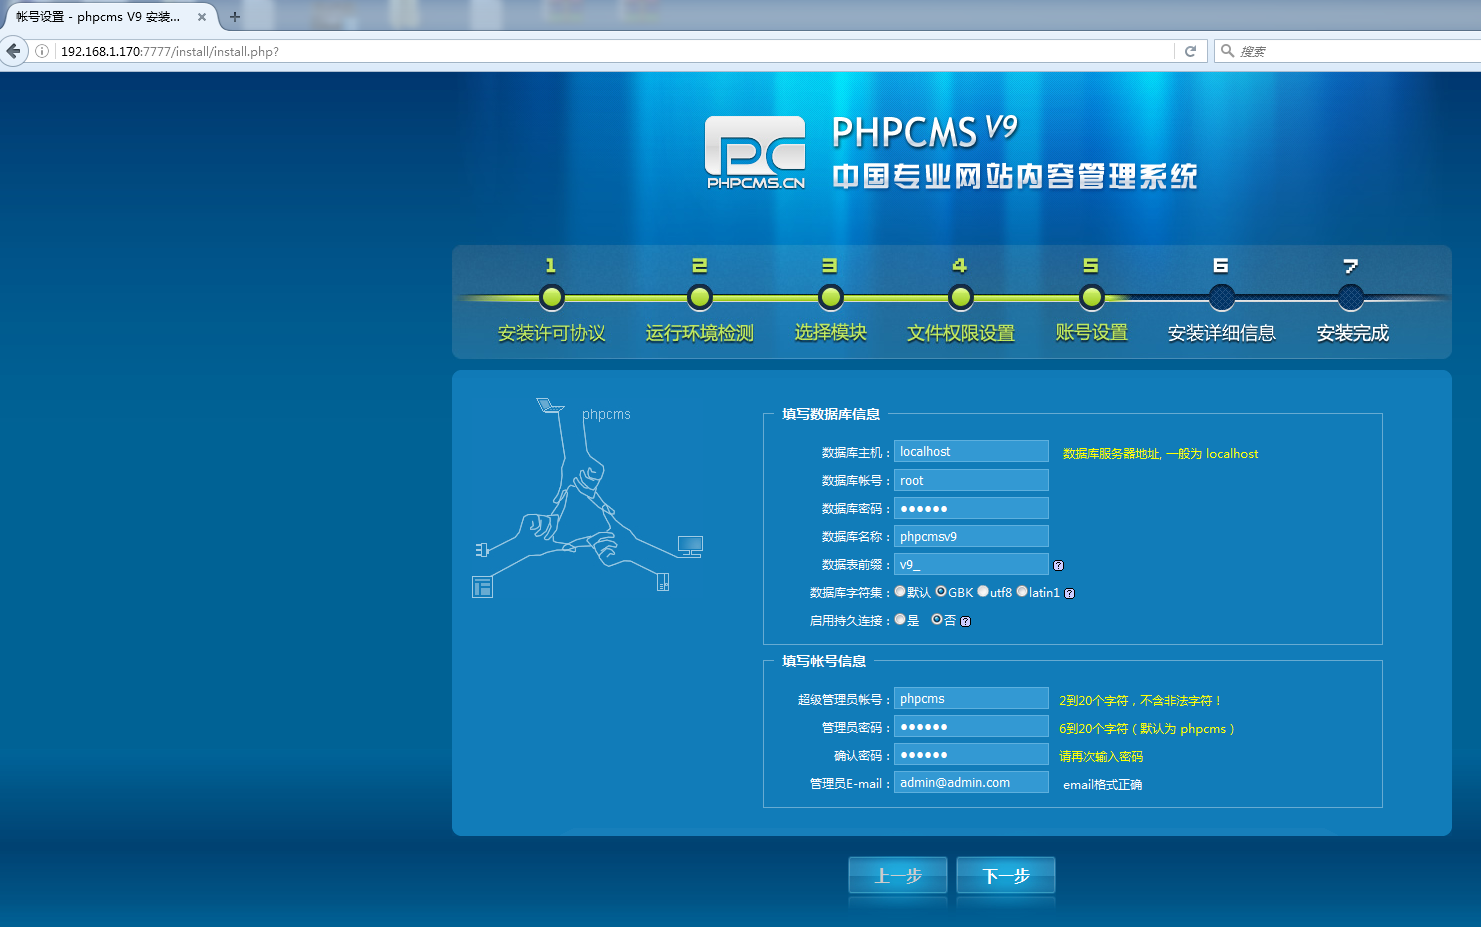 帐号设置 - phpcms V9 安装...
192.168.1.170:7777/install/install.php?
搜索
PC
PHPCMS.CN
PHPCMS V9
中国专业网站内容管理系统
1 2 3 4 5 6 7
安装许可协议 运行环境检测 选择模块 文件权限设置 账号设置 安装详细信息 安装完成
phpcms
填写数据库信息
数据库主机： localhost 数据库服务器地址, 一般为 localhost
数据库帐号： root
数据库密码： ●●●●●●
数据库名称： phpcmsv9
数据表前缀： v9_ ?
数据库字符集： 默认 GBK utf8 latin1 ?
启用持久连接： 是 否 ?
填写帐号信息
超级管理员帐号： phpcms 2到20个字符，不含非法字符！
管理员密码： ●●●●●● 6到20个字符（默认为 phpcms）
确认密码： ●●●●●● 请再次输入密码
管理员E-mail： admin@admin.com email格式正确
上一步 下一步